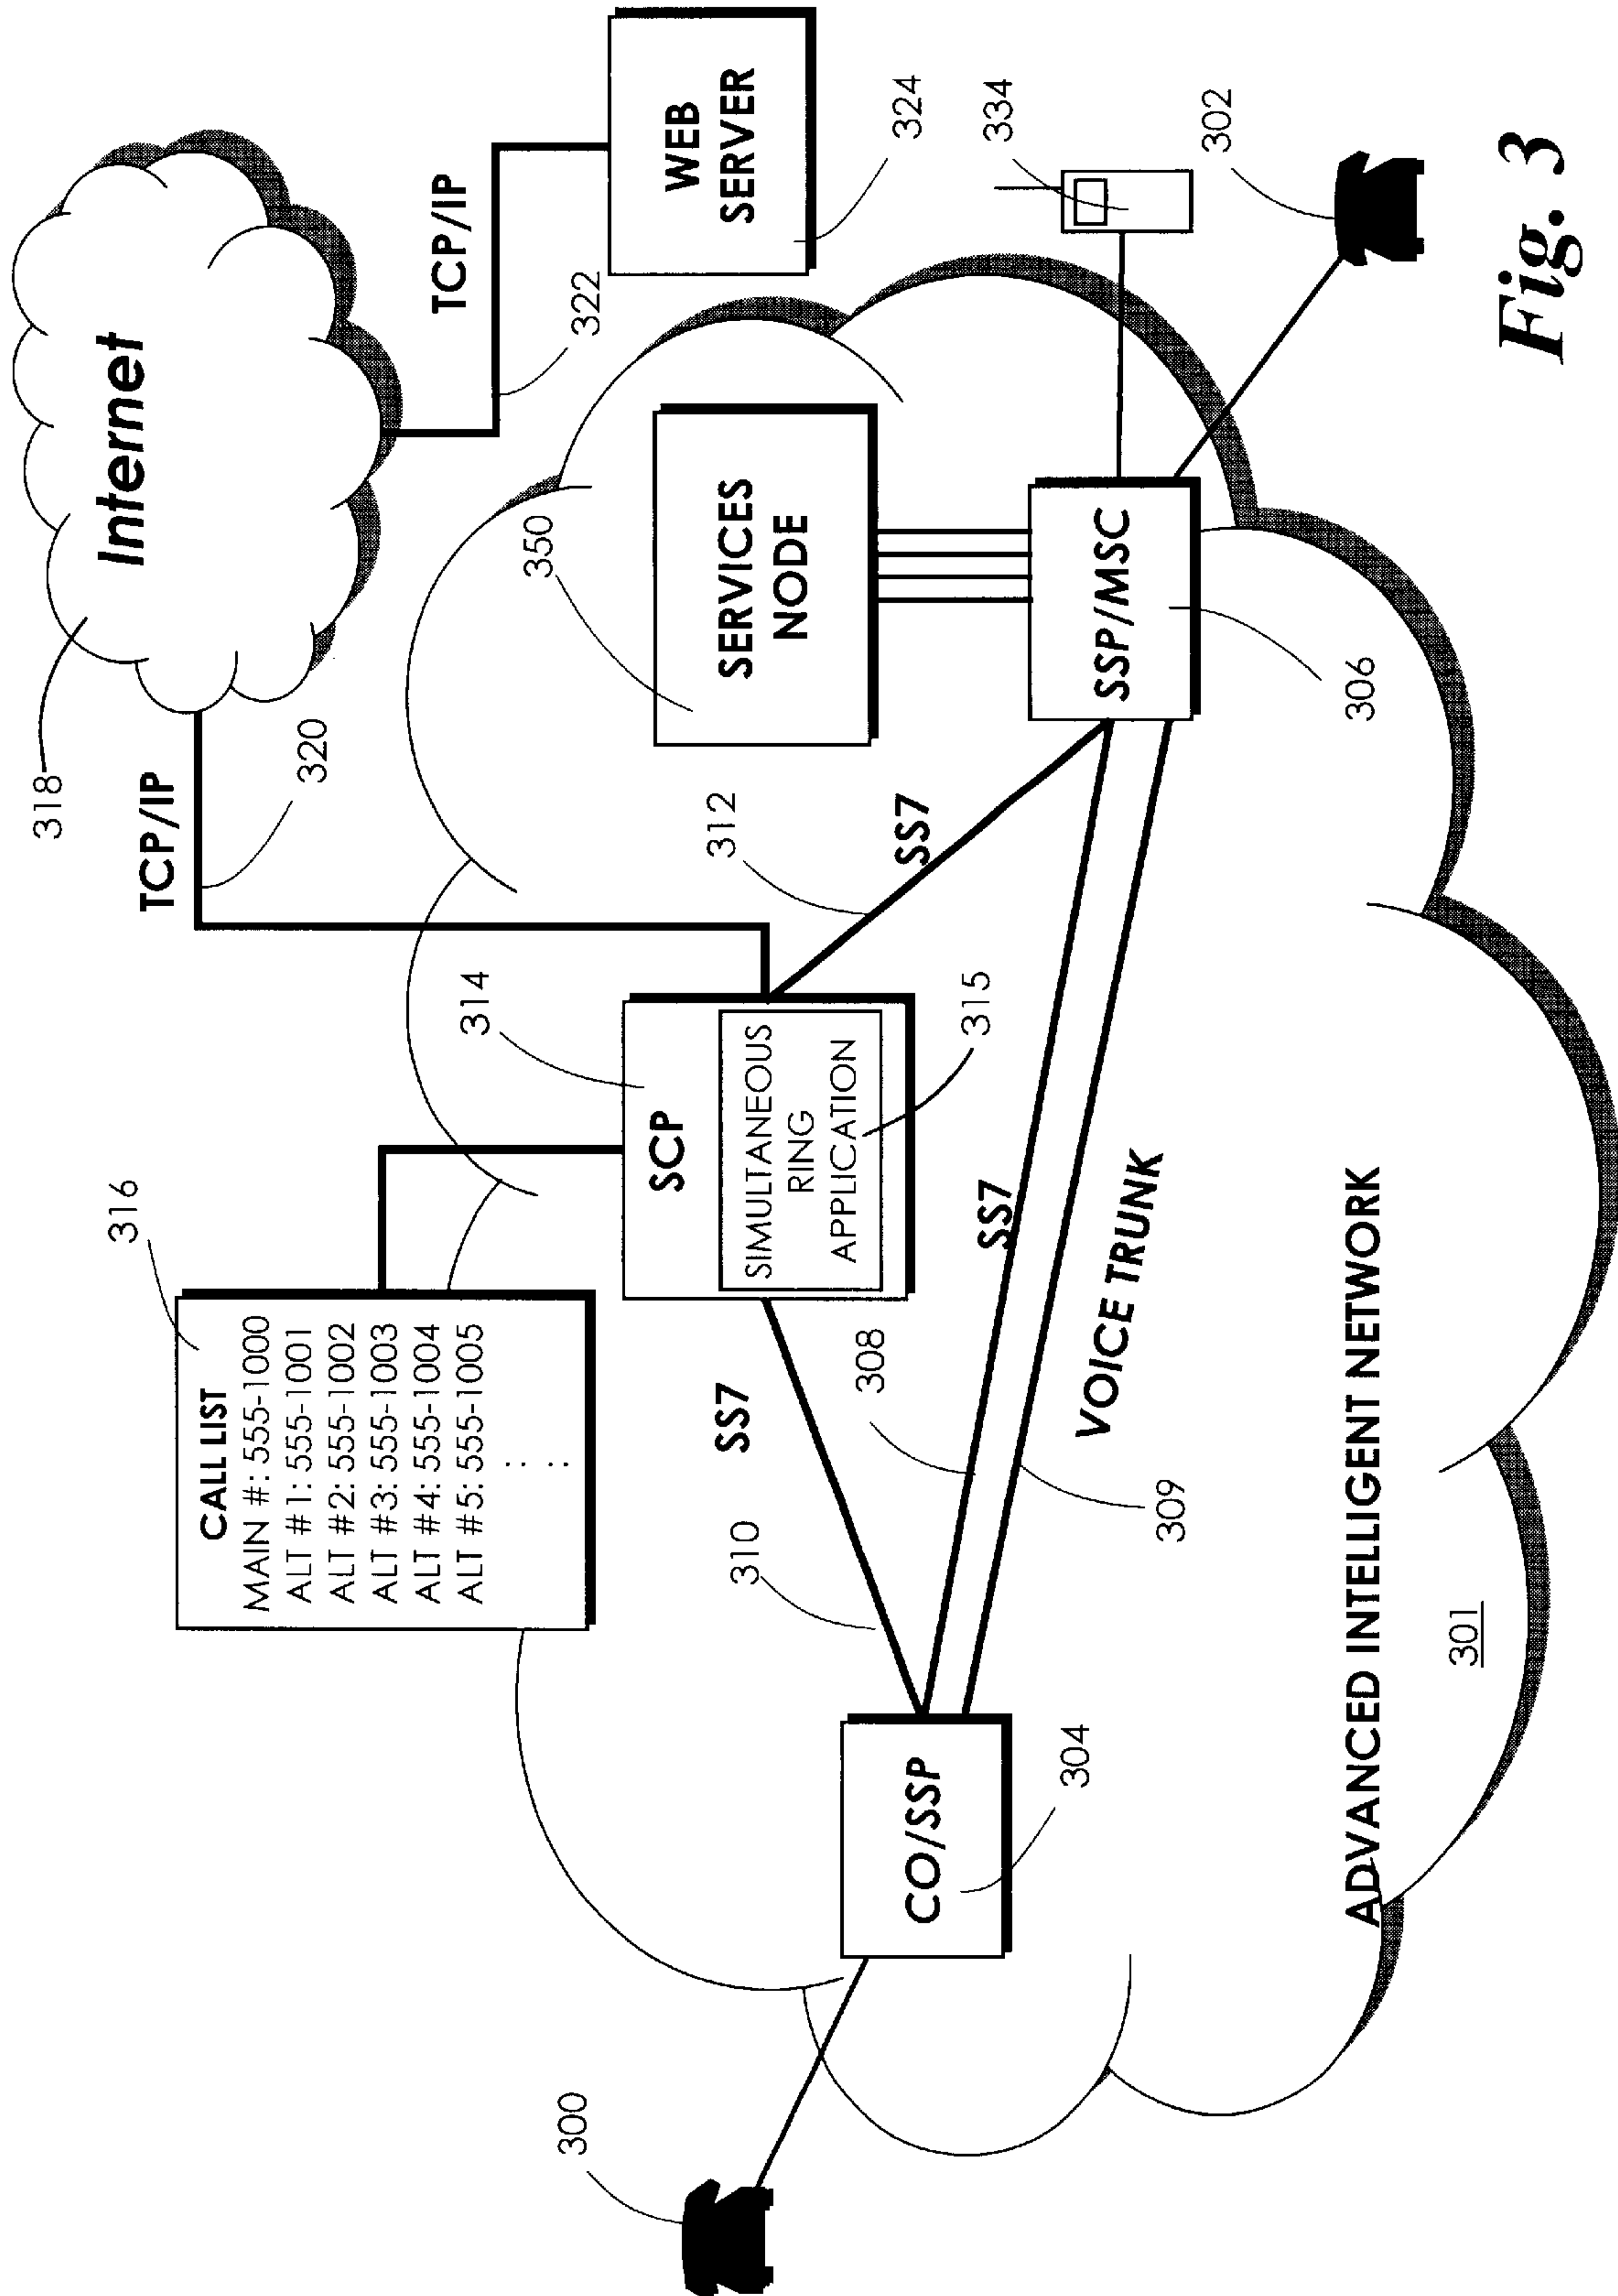 318
Internet
TCP/IP
320
TCP/IP
322
WEB
SERVER
324
316
CALL LIST
MAIN #: 555-1000
ALT #1: 555-1001
ALT #2: 555-1002
ALT #3: 555-1003
ALT #4: 555-1004
ALT #5: 555-1005
:
:
314
SCP
SIMULTANEOUS
RING
APPLICATION
315
350
SERVICES
NODE
312
SS7
SS7
310
300
CO/SSP
304
308
SS7
309
VOICE TRUNK
SSP/MSC
306
334
302
ADVANCED INTELLIGENT NETWORK
301
Fig. 3